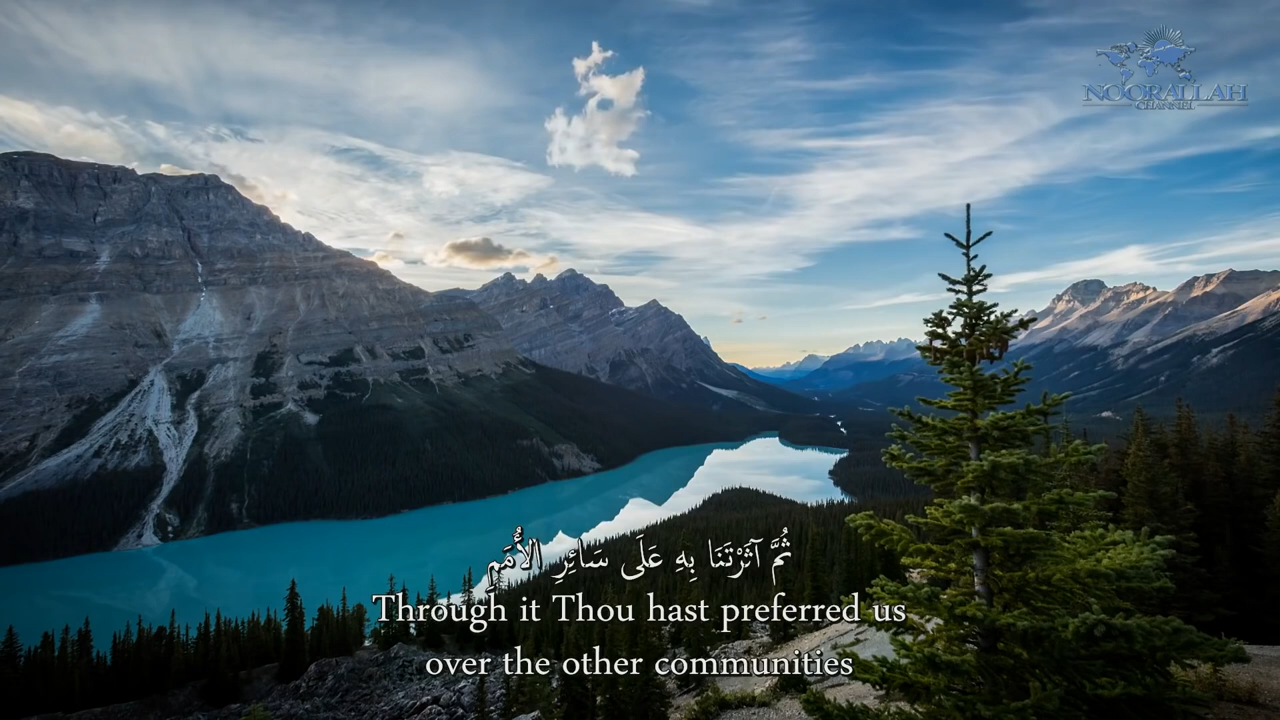 NOORALLAH
CHANNEL
ثُمَّ آثَرْتَنَا بِهِ عَلَى سَائِرِ الأُمَمِ
Through it Thou hast preferred us
over the other communities